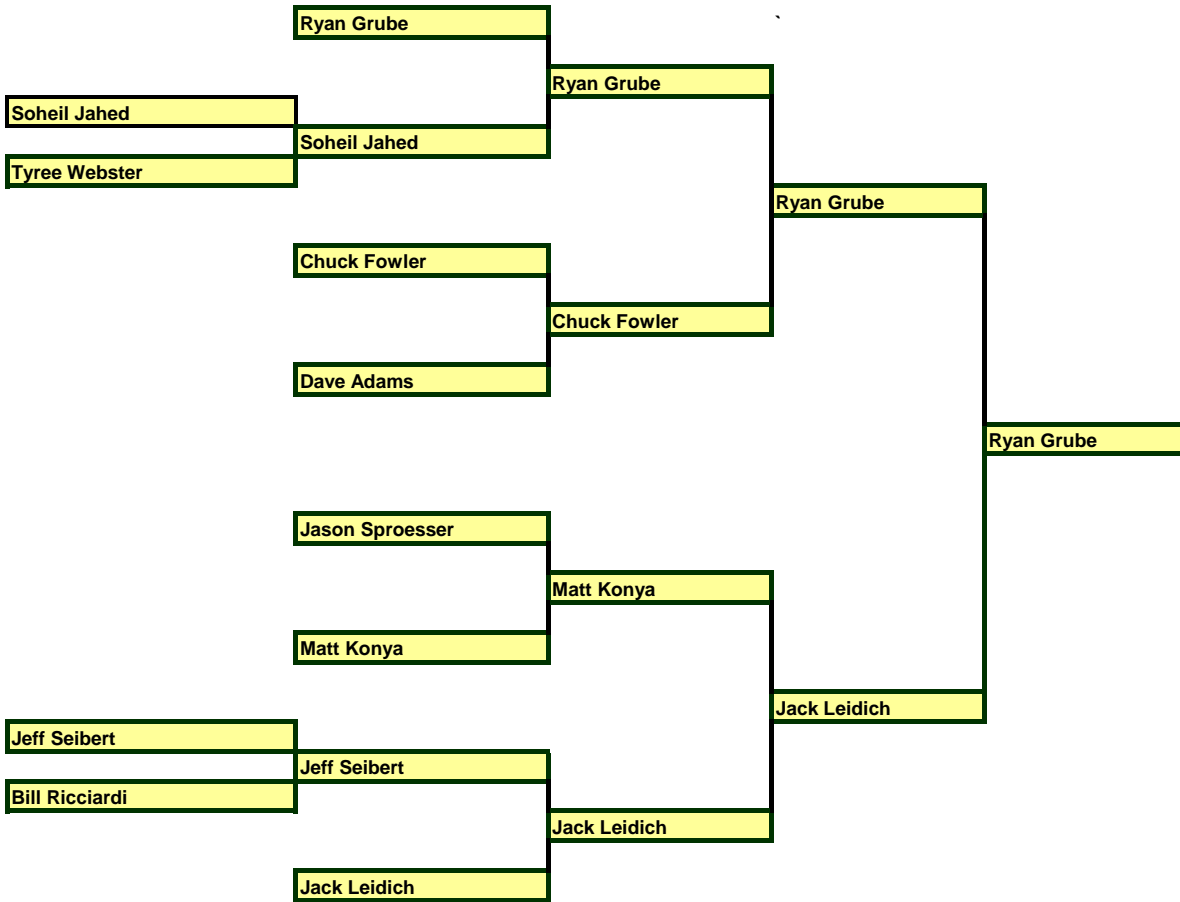 Ryan Grube
`
Ryan Grube
Soheil Jahed
Soheil Jahed
Tyree Webster
Ryan Grube
Chuck Fowler
Chuck Fowler
Dave Adams
Ryan Grube
Jason Sproesser
Matt Konya
Matt Konya
Jack Leidich
Jeff Seibert
Jeff Seibert
Bill Ricciardi
Jack Leidich
Jack Leidich